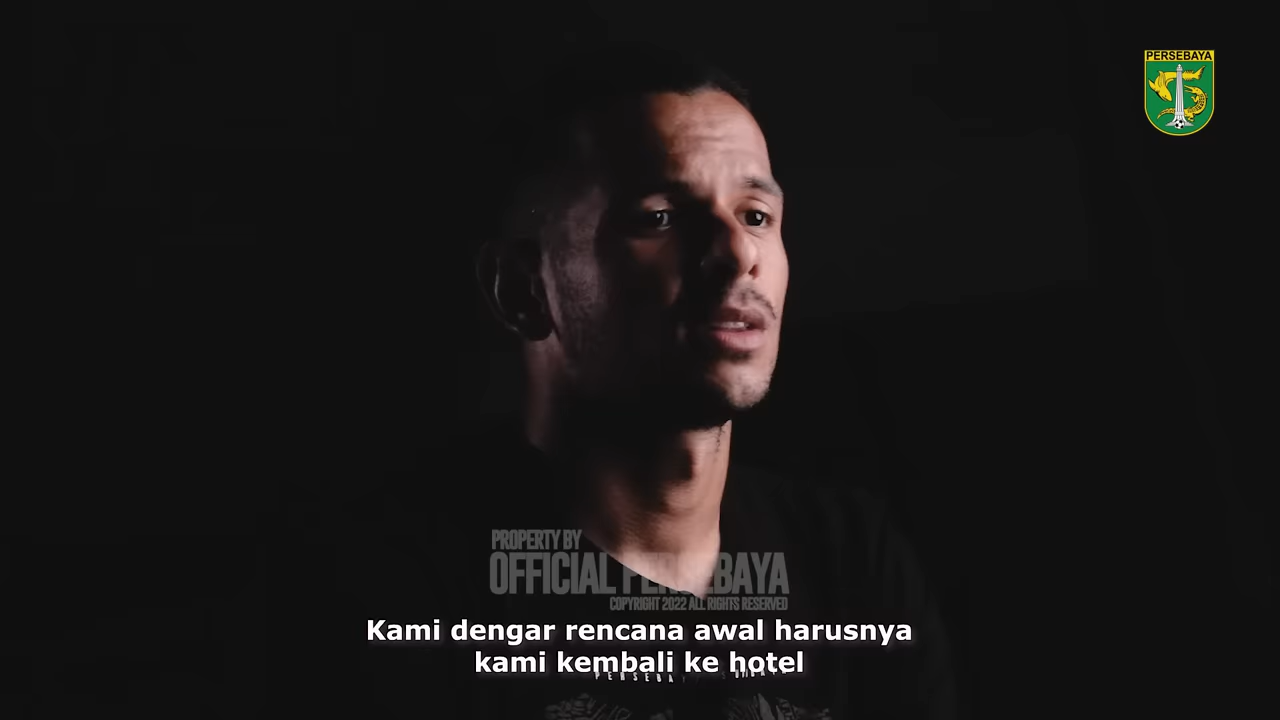 PERSEBAYA
PROPERTY BY
OFFICIAL PERSEBAYA
COPYRIGHT 2022 ALL RIGHTS RESERVED
Kami dengar rencana awal harusnya
kami kembali ke hotel